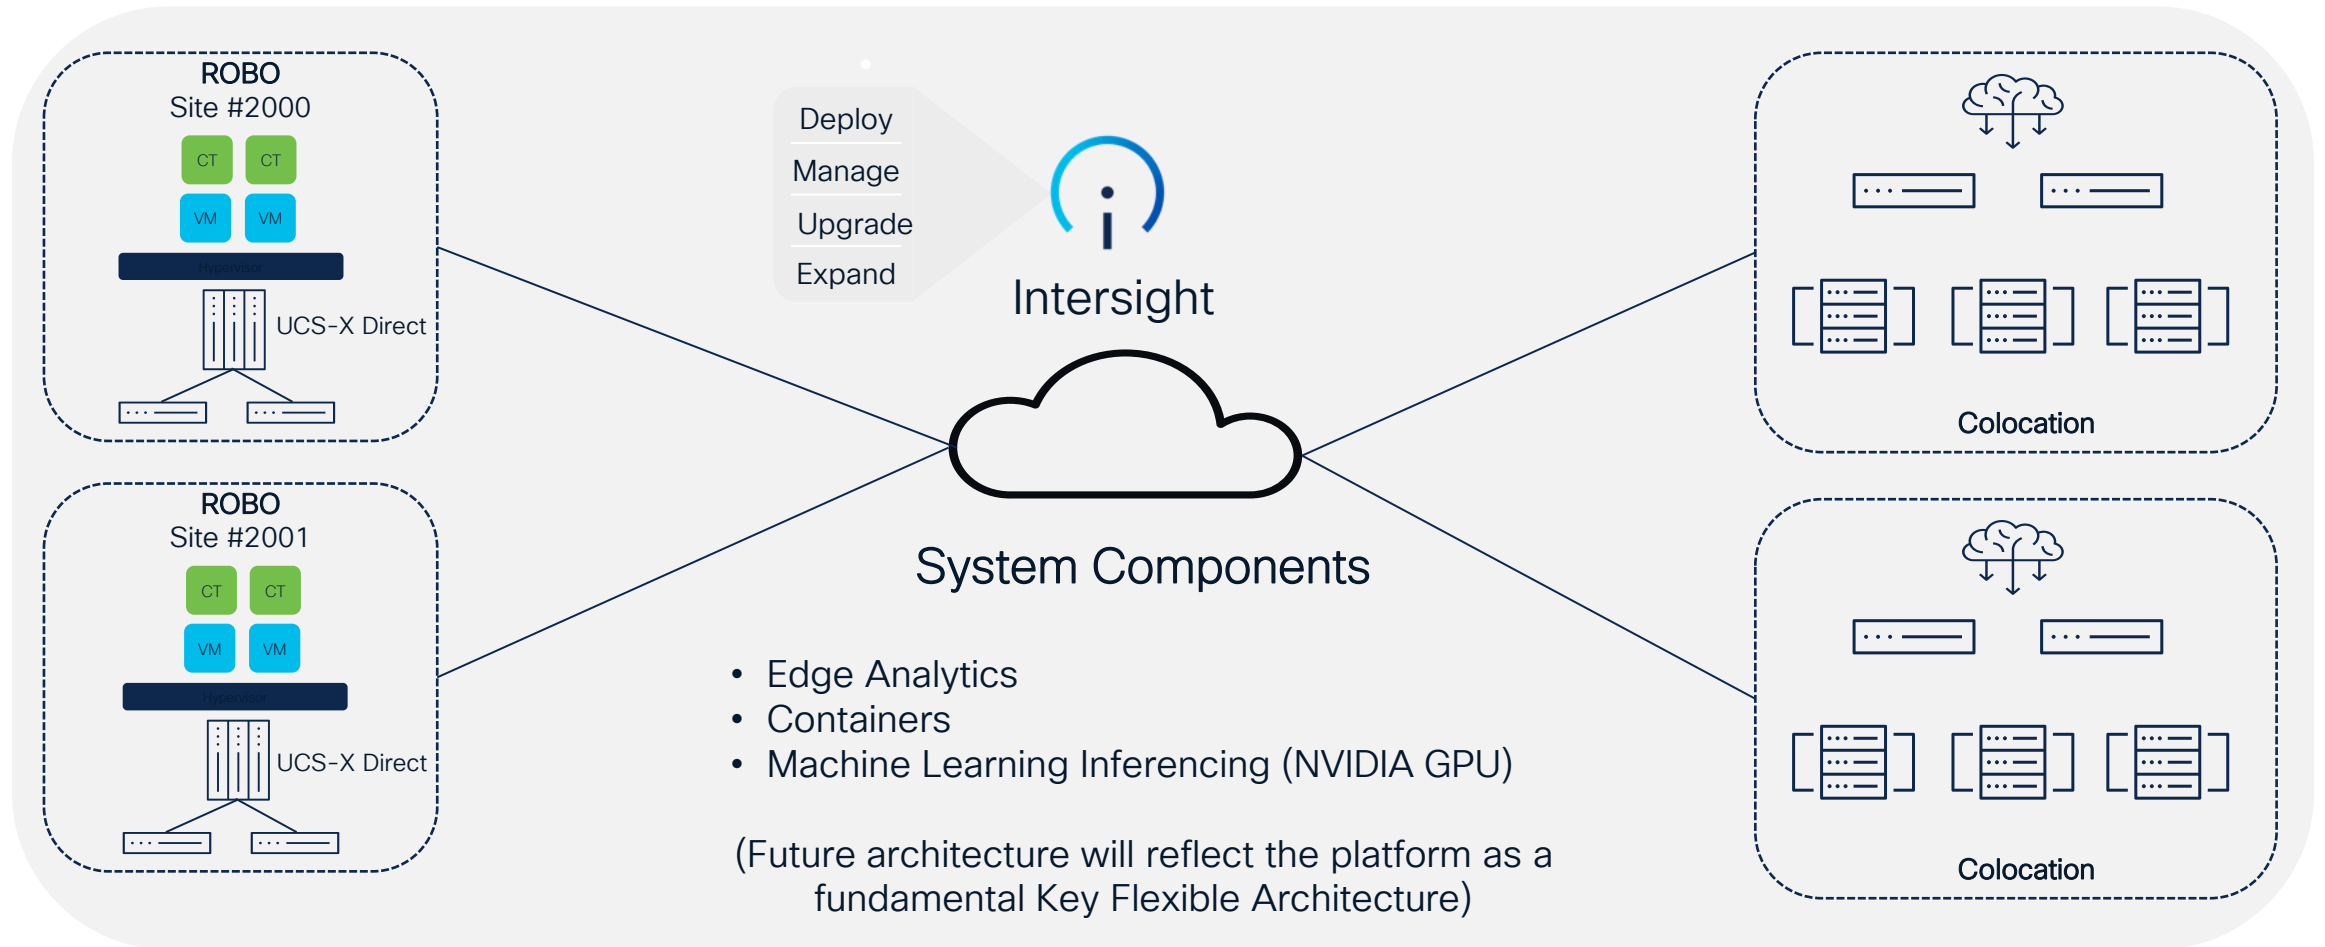 ROBO
Site #2000
CT CT
VM VM
Hypervisor
UCS-X Direct
ROBO
Site #2001
CT CT
VM VM
Hypervisor
UCS-X Direct
Deploy
Manage
Upgrade
Expand
Intersight
System Components
• Edge Analytics
• Containers
• Machine Learning Inferencing (NVIDIA GPU)
(Future architecture will reflect the platform as a
fundamental Key Flexible Architecture)
Colocation
Colocation